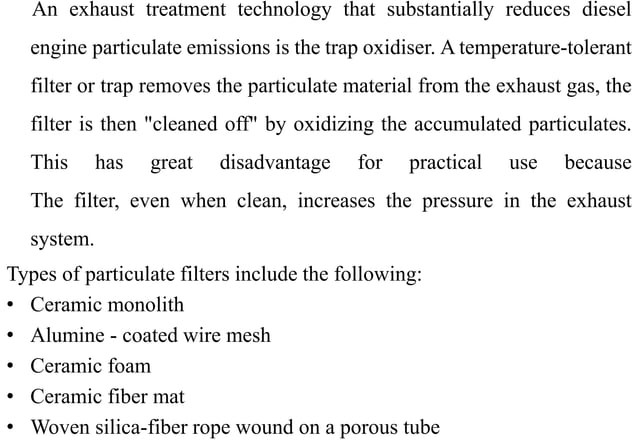 An exhaust treatment technology that substantially reduces diesel
engine particulate emissions is the trap oxidiser. A temperature-tolerant
filter or trap removes the particulate material from the exhaust gas, the
filter is then "cleaned off" by oxidizing the accumulated particulates.
This has great disadvantage for practical use because
The filter, even when clean, increases the pressure in the exhaust
system.
Types of particulate filters include the following:
• Ceramic monolith
• Alumine - coated wire mesh
• Ceramic foam
• Ceramic fiber mat
• Woven silica-fiber rope wound on a porous tube